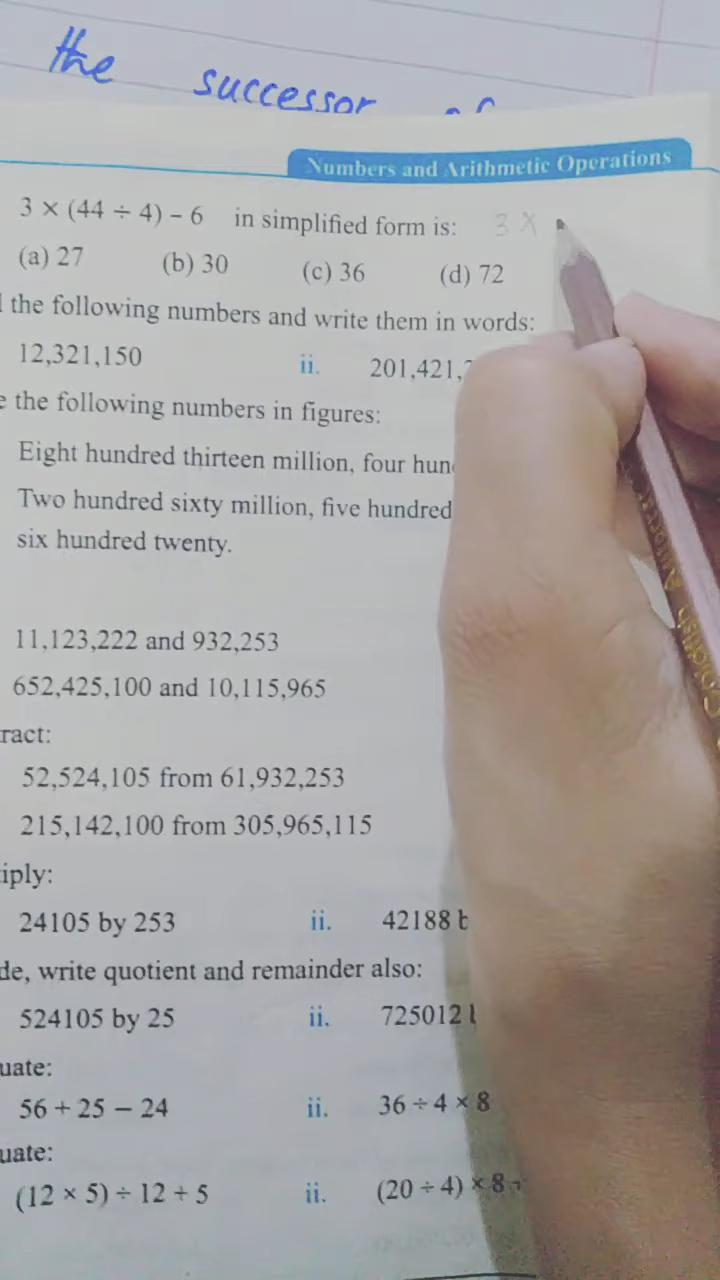 the successor
Numbers and Arithmetic Operations
3 × (44 ÷ 4) – 6 in simplified form is: 3 ×
(a) 27 (b) 30 (c) 36 (d) 72
the following numbers and write them in words:
12,321,150 ii. 201,421,
the following numbers in figures:
Eight hundred thirteen million, four
Two hundred sixty million, five hundred
six hundred twenty.
11,123,222 and 932,253
652,425,100 and 10,115,965
ract:
52,524,105 from 61,932,253
215,142,100 from 305,965,115
iply:
24105 by 253 ii. 42188
de, write quotient and remainder also:
524105 by 25 ii. 725012
uate:
56 + 25 – 24 ii. 36 ÷ 4 × 8
uate:
(12 × 5) ÷ 12 + 5 ii. (20 ÷ 4) × 8